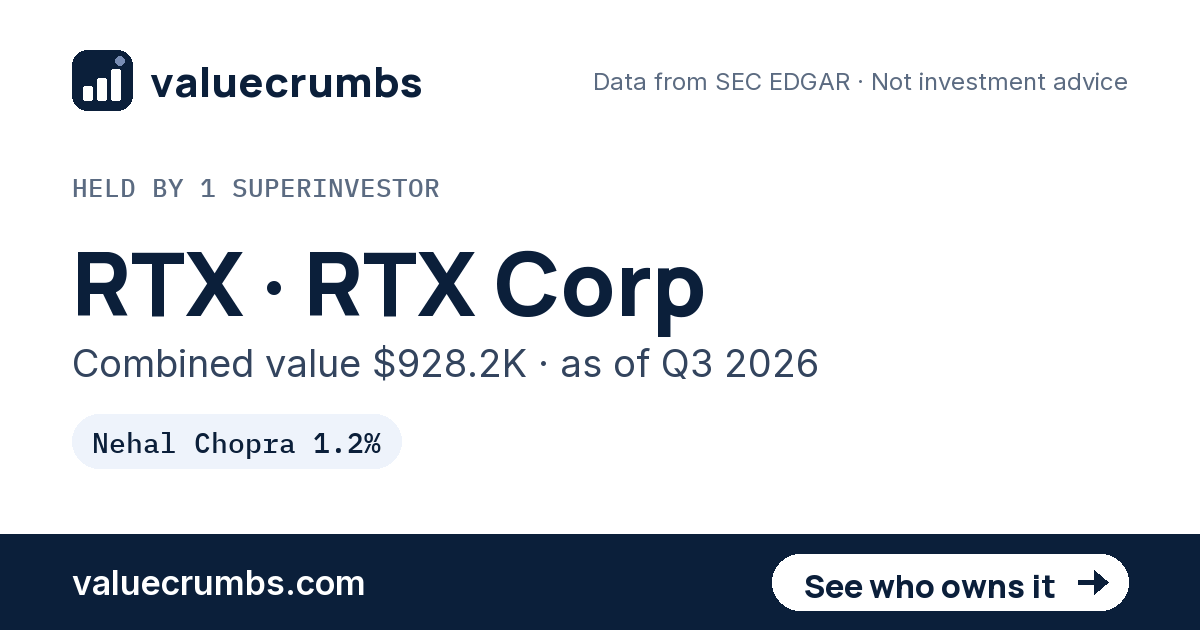 valuecrumbs
Data from SEC EDGAR · Not investment advice
HELD BY 1 SUPERINVESTOR
RTX · RTX Corp
Combined value $928.2K · as of Q3 2026
Nehal Chopra 1.2%
valuecrumbs.com
See who owns it →